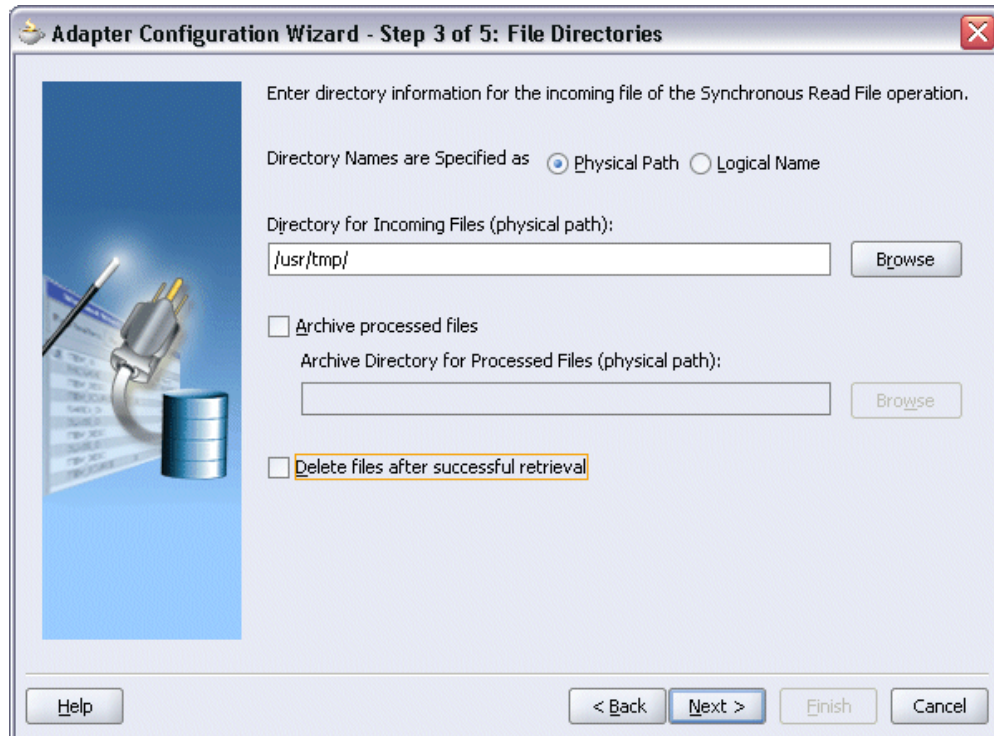 Adapter Configuration Wizard - Step 3 of 5: File Directories
Enter directory information for the incoming file of the Synchronous Read File operation.
Directory Names are Specified as Physical Path Logical Name
Directory for Incoming Files (physical path):
/usr/tmp/ Browse
Archive processed files
Archive Directory for Processed Files (physical path):
Browse
Delete files after successful retrieval
Help < Back Next > Finish Cancel